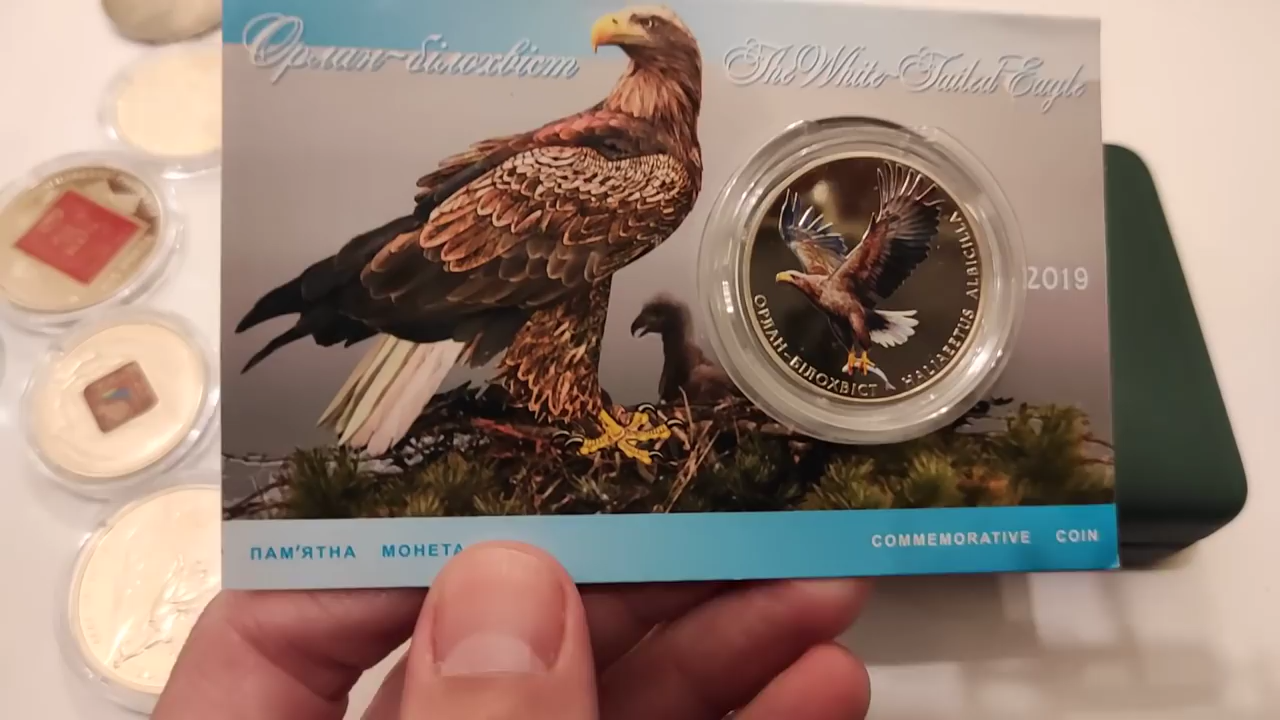 Орлан-білохвіст
The White-Tailed Eagle
ОРЛАН-БІЛОХВІСТ
HALIAEETUS ALBICILLA
2019
ПАМ'ЯТНА МОНЕТА
COMMEMORATIVE COIN